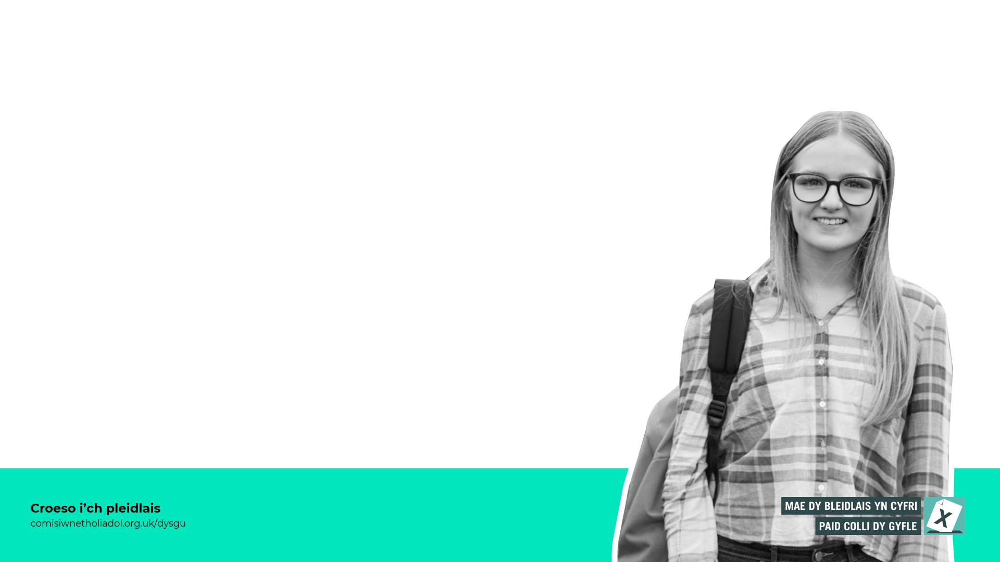 Croeso i’ch pleidlais
comisiwnetholiadol.org.uk/dysgu
MAE DY BLEIDLAIS YN CYFRI
PAID COLLI DY GYFLE
X